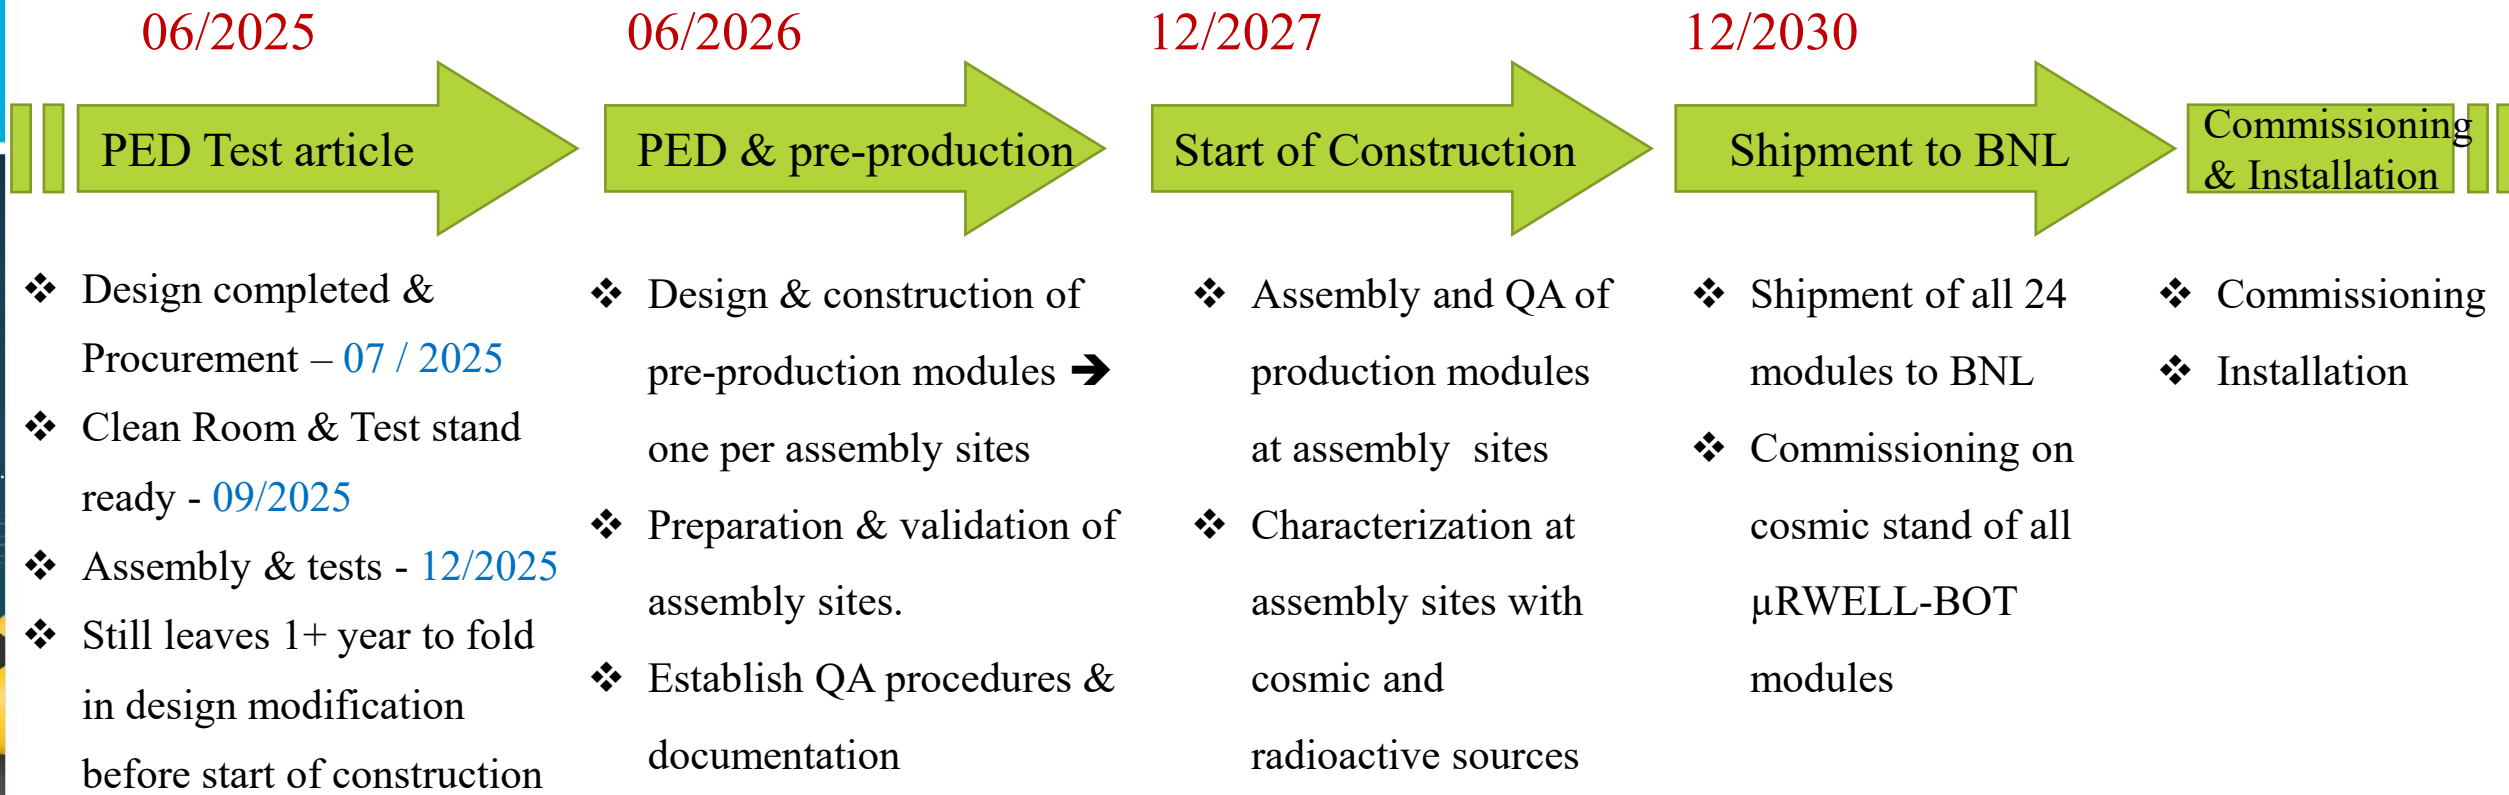 06/2025
06/2026
12/2027
12/2030
PED Test article
PED & pre-production
Start of Construction
Shipment to BNL
Commissioning
& Installation
❖ Design completed &
Procurement – 07 / 2025
❖ Clean Room & Test stand
ready - 09/2025
❖ Assembly & tests - 12/2025
❖ Still leaves 1+ year to fold
in design modification
before start of construction
❖ Design & construction of
pre-production modules ➔
one per assembly sites
❖ Preparation & validation of
assembly sites.
❖ Establish QA procedures &
documentation
❖ Assembly and QA of
production modules
at assembly  sites
❖ Characterization at
assembly sites with
cosmic and
radioactive sources
❖ Shipment of all 24
modules to BNL
❖ Commissioning on
cosmic stand of all
µRWELL-BOT
modules
❖ Commissioning
❖ Installation